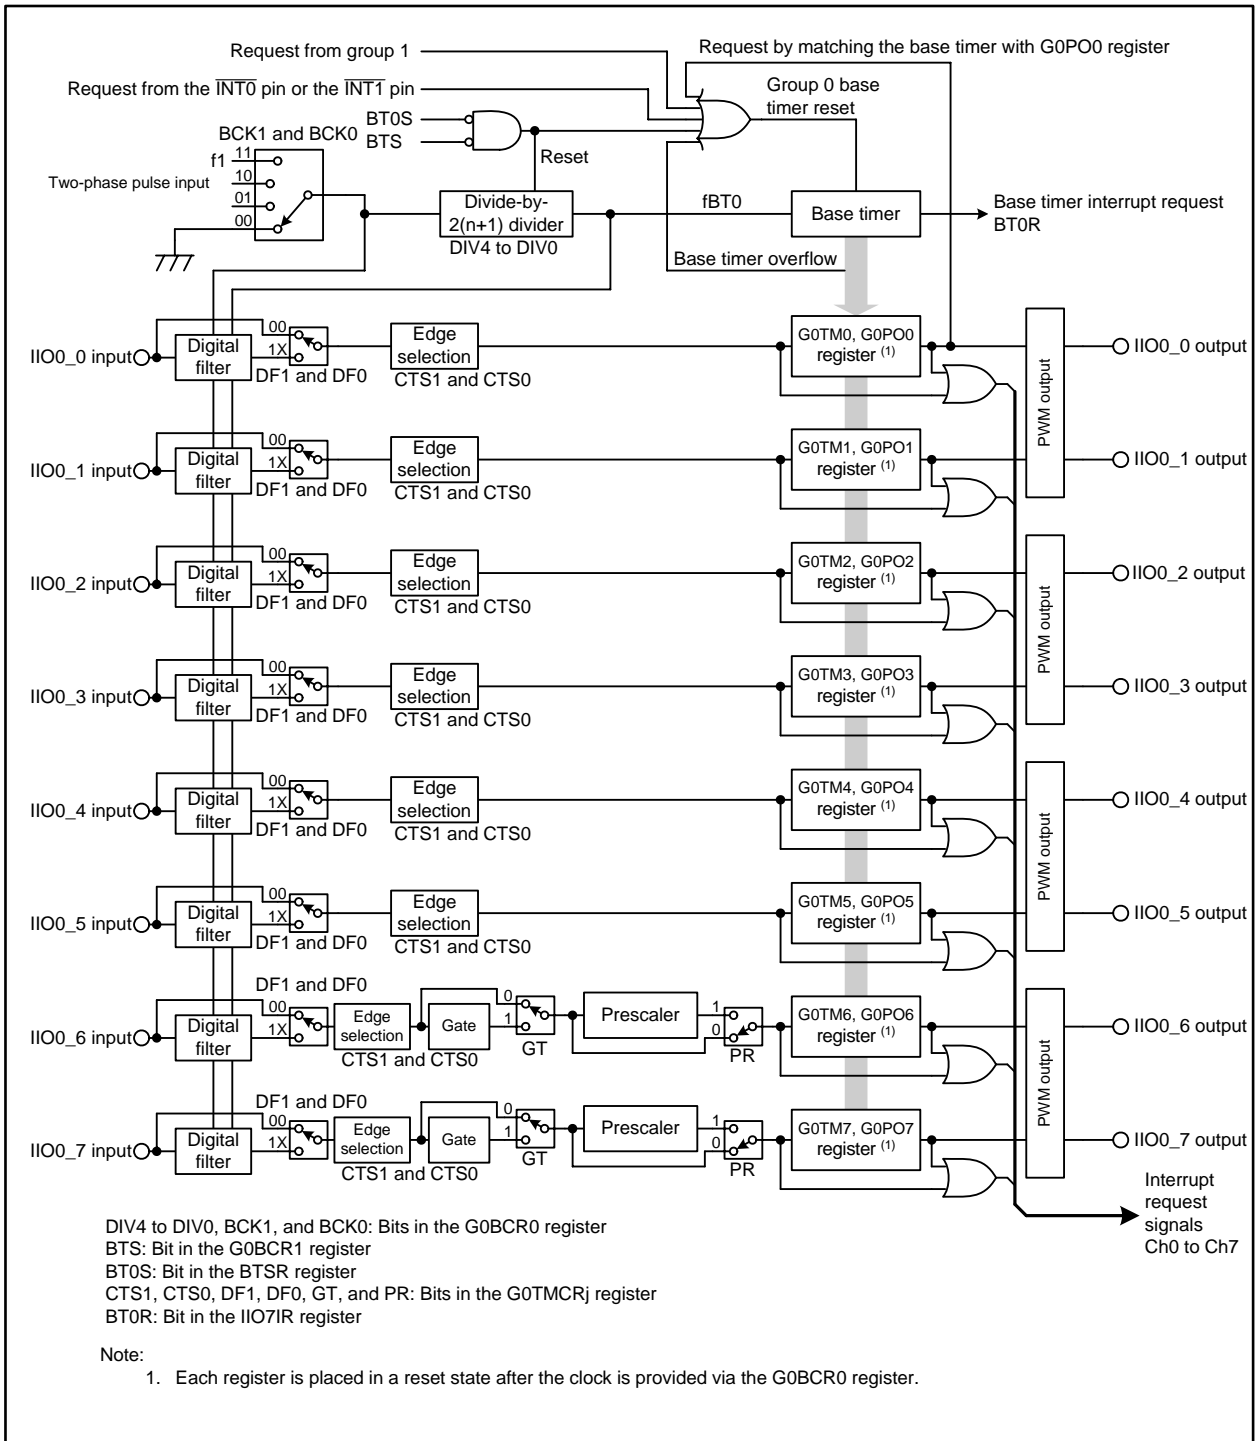 Request from group 1
Request by matching the base timer with G0PO0 register
Request from the INT0 pin or the INT1 pin
Group 0 base
timer reset
BT0S
BTS
BCK1 and BCK0
Reset
f1
11
Two-phase pulse input
10
01
00
Divide-by-
2(n+1) divider
DIV4 to DIV0
fBT0
Base timer
Base timer interrupt request
BT0R
Base timer overflow
IIO0_0 input
Digital
filter
00
1X
DF1 and DF0
Edge
selection
CTS1 and CTS0
G0TM0, G0PO0
register (1)
IIO0_0 output
PWM output
IIO0_1 input
Digital
filter
00
1X
DF1 and DF0
Edge
selection
CTS1 and CTS0
G0TM1, G0PO1
register (1)
IIO0_1 output
IIO0_2 input
Digital
filter
00
1X
DF1 and DF0
Edge
selection
CTS1 and CTS0
G0TM2, G0PO2
register (1)
IIO0_2 output
PWM output
IIO0_3 input
Digital
filter
00
1X
DF1 and DF0
Edge
selection
CTS1 and CTS0
G0TM3, G0PO3
register (1)
IIO0_3 output
IIO0_4 input
Digital
filter
00
1X
DF1 and DF0
Edge
selection
CTS1 and CTS0
G0TM4, G0PO4
register (1)
IIO0_4 output
PWM output
IIO0_5 input
Digital
filter
00
1X
DF1 and DF0
Edge
selection
CTS1 and CTS0
G0TM5, G0PO5
register (1)
IIO0_5 output
IIO0_6 input
Digital
filter
DF1 and DF0
00
1X
Edge
selection
CTS1 and CTS0
Gate
0
1
GT
Prescaler
1
0
PR
G0TM6, G0PO6
register (1)
IIO0_6 output
PWM output
IIO0_7 input
Digital
filter
DF1 and DF0
00
1X
Edge
selection
CTS1 and CTS0
Gate
0
1
GT
Prescaler
1
0
PR
G0TM7, G0PO7
register (1)
IIO0_7 output
Interrupt
request
signals
Ch0 to Ch7
DIV4 to DIV0, BCK1, and BCK0: Bits in the G0BCR0 register
BTS: Bit in the G0BCR1 register
BT0S: Bit in the BTSR register
CTS1, CTS0, DF1, DF0, GT, and PR: Bits in the G0TMCRj register
BT0R: Bit in the IIO7IR register
Note:
1. Each register is placed in a reset state after the clock is provided via the G0BCR0 register.